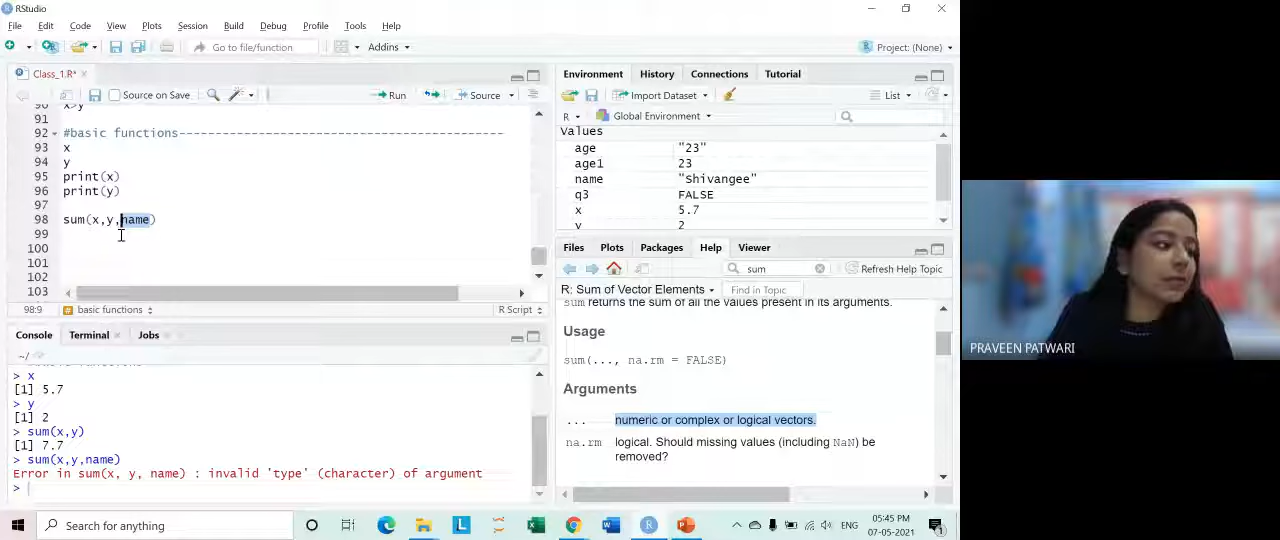 RStudio
File Edit Code View Plots Session Build Debug Profile Tools Help
Go to file/function Addins Project: (None)
Class_1.R*
Source on Save Run Source
90 x>y
91
92 #basic functions-----------------------------------------------
93 x
94 y
95 print(x)
96 print(y)
97
98 sum(x,y,name)
99
100
101
102
103
98:9 basic functions R Script
Console Terminal Jobs
~/
> x
[1] 5.7
> y
[1] 2
> sum(x,y)
[1] 7.7
> sum(x,y,name)
Error in sum(x, y, name) : invalid 'type' (character) of argument
>
Environment History Connections Tutorial
Import Dataset List
R Global Environment
Values
age "23"
age1 23
name "Shivangee"
q3 FALSE
x 5.7
y 2
Files Plots Packages Help Viewer
sum Refresh Help Topic
R: Sum of Vector Elements Find in Topic
sum returns the sum of all the values present in its arguments.
Usage
sum(..., na.rm = FALSE)
Arguments
... numeric or complex or logical vectors.
na.rm logical. Should missing values (including NaN) be
removed?
PRAVEEN PATWARI
Search for anything
ENG
05:45 PM
07-05-2021